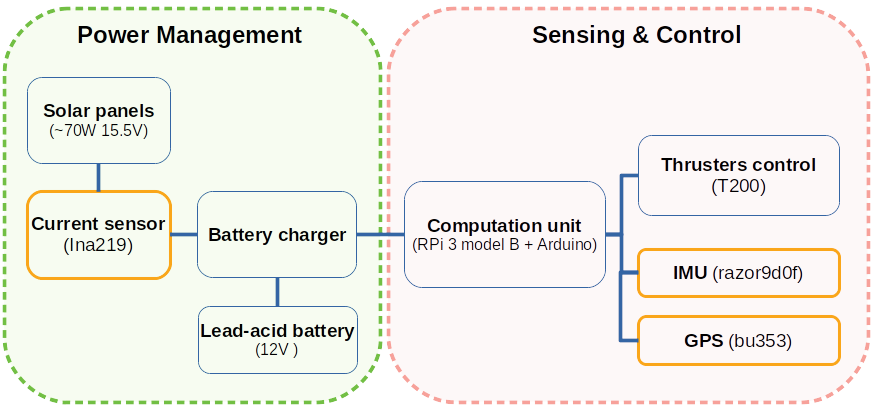 Power Management
Solar panels
(~70W 15.5V)
Current sensor
(Ina219)
Battery charger
Lead-acid battery
(12V )
Sensing & Control
Computation unit
(RPi 3 model B + Arduino)
Thrusters control
(T200)
IMU (razor9d0f)
GPS (bu353)